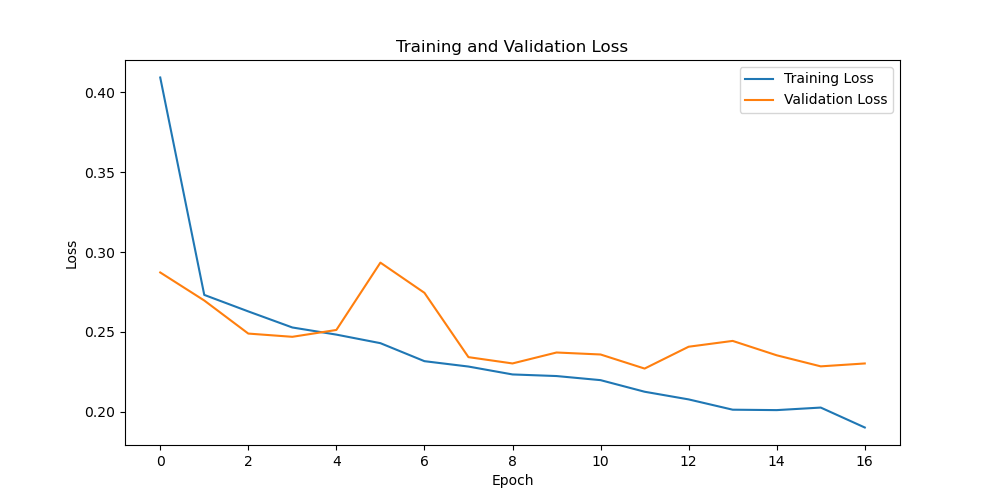 Training and Validation Loss
Training Loss
Validation Loss
0.40
0.35
0.30
0.25
0.20
Loss
0 2 4 6 8 10 12 14 16
Epoch